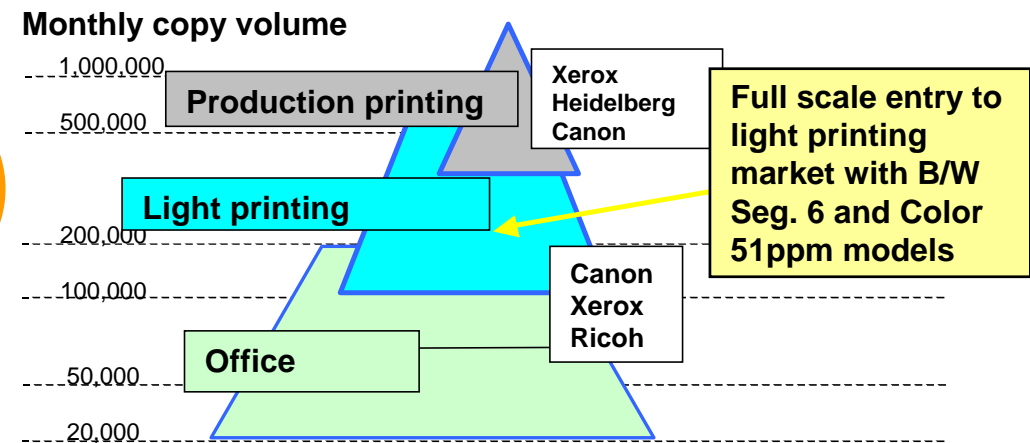 Monthly copy volume
1,000,000
Production printing
Xerox
Heidelberg
Canon
500,000
Full scale entry to
light printing
market with B/W
Seg. 6 and Color
51ppm models
Light printing
200,000
Canon
Xerox
Ricoh
100,000
Office
50,000
20,000